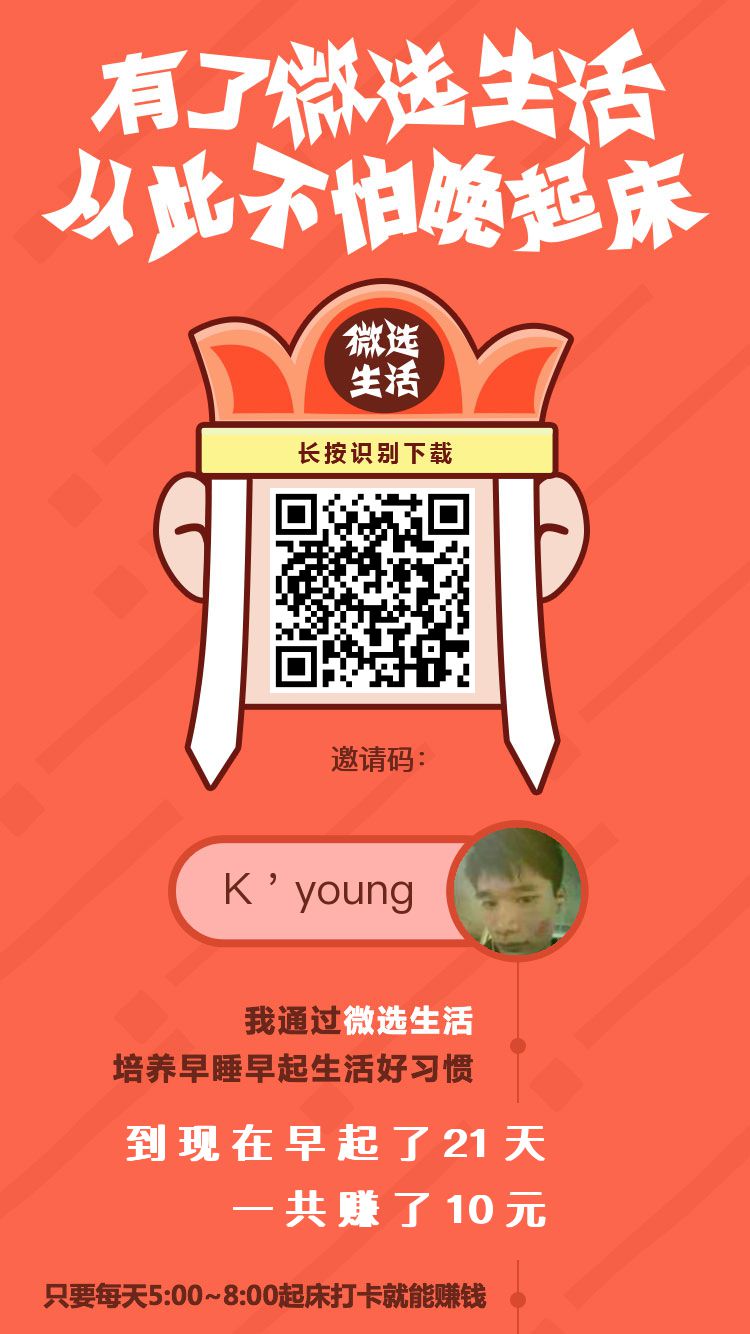 有了微选生活
从此不怕晚起床
微选
生活
长按识别下载
邀请码：
K ’ young
我通过微选生活
培养早睡早起生活好习惯
到现在早起了21天
一共赚了10元
只要每天5:00~8:00起床打卡就能赚钱